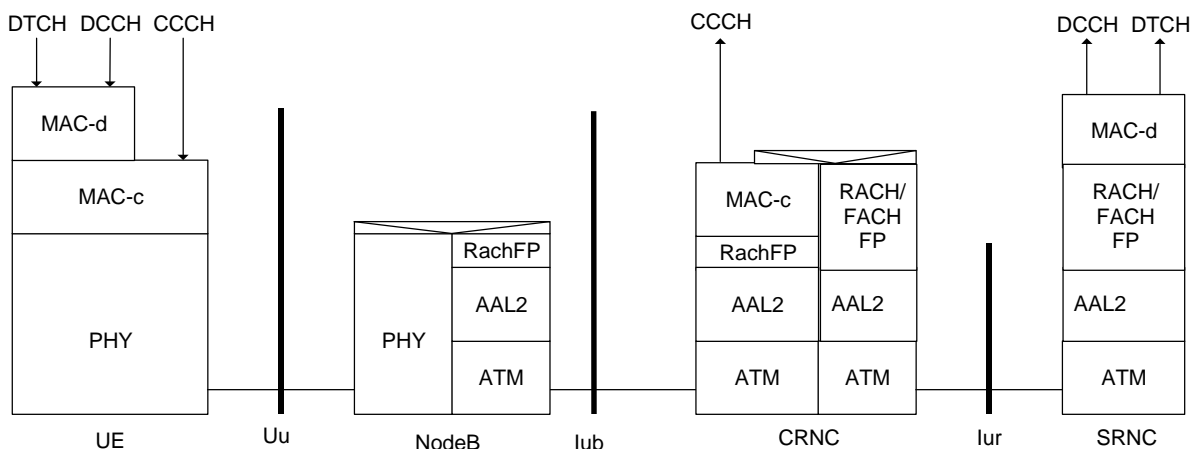 DTCH DCCH CCCH
CCCH
DCCH DTCH
MAC-d
MAC-d
MAC-c
MAC-c
RACH/
FACH
FP
RACH/
FACH
FP
RachFP
RachFP
PHY
PHY
AAL2
AAL2
AAL2
AAL2
ATM
ATM
ATM
ATM
UE
Uu
NodeB
Iub
CRNC
Iur
SRNC